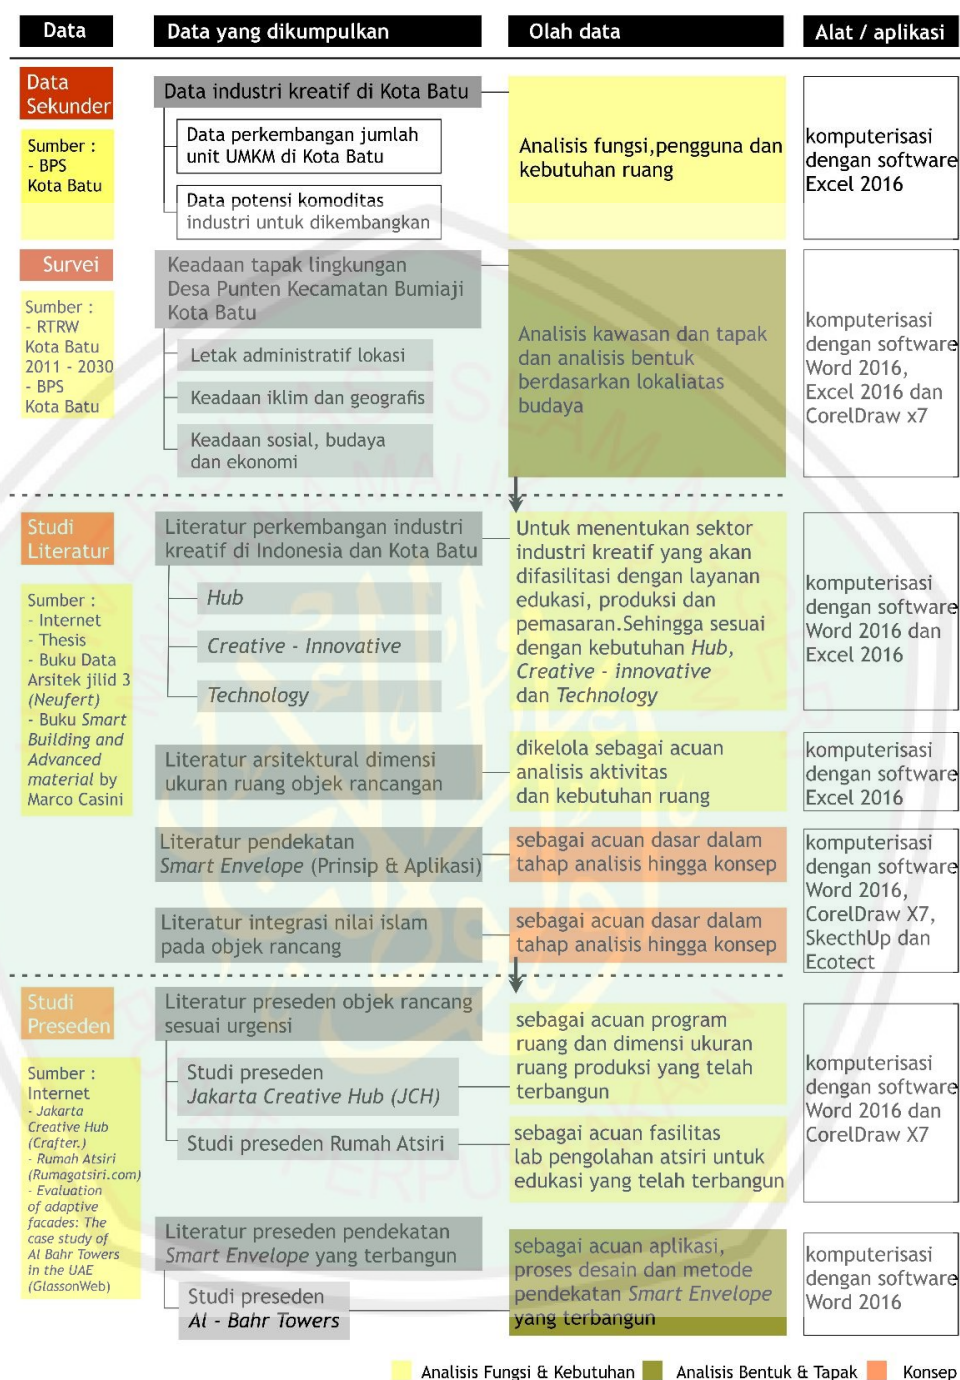 Data
Data yang dikumpulkan
Olah data
Alat / aplikasi
Data
Sekunder
Sumber :
- BPS
Kota Batu
Data industri kreatif di Kota Batu
Data perkembangan jumlah
unit UMKM di Kota Batu
Data potensi komoditas
industri untuk dikembangkan
Analisis fungsi,pengguna dan
kebutuhan ruang
komputerisasi
dengan software
Excel 2016
Survei
Sumber :
- RTRW
Kota Batu
2011 - 2030
- BPS
Kota Batu
Keadaan tapak lingkungan
Desa Punten Kecamatan Bumiaji
Kota Batu
Letak administratif lokasi
Keadaan iklim dan geografis
Keadaan sosial, budaya
dan ekonomi
Analisis kawasan dan tapak
dan analisis bentuk
berdasarkan lokaliatas
budaya
komputerisasi
dengan software
Word 2016,
Excel 2016 dan
CorelDraw x7
Studi
Literatur
Sumber :
- Internet
- Thesis
- Buku Data
Arsitek jilid 3
(Neufert)
- Buku Smart
Building and
Advanced
material by
Marco Casini
Literatur perkembangan industri
kreatif di Indonesia dan Kota Batu
Hub
Creative - Innovative
Technology
Untuk menentukan sektor
industri kreatif yang akan
difasilitasi dengan layanan
edukasi, produksi dan
pemasaran.Sehingga sesuai
dengan kebutuhan Hub,
Creative - innovative
dan Technology
komputerisasi
dengan software
Word 2016 dan
Excel 2016
Literatur arsitektural dimensi
ukuran ruang objek rancangan
dikelola sebagai acuan
analisis aktivitas
dan kebutuhan ruang
komputerisasi
dengan software
Excel 2016
Literatur pendekatan
Smart Envelope (Prinsip & Aplikasi)
sebagai acuan dasar dalam
tahap analisis hingga konsep
Literatur integrasi nilai islam
pada objek rancang
sebagai acuan dasar dalam
tahap analisis hingga konsep
komputerisasi
dengan software
Word 2016,
CorelDraw X7,
SkecthUp dan
Ecotect
Studi
Preseden
Sumber :
Internet
- Jakarta
Creative Hub
(Crafter.)
- Rumah Atsiri
(Rumagatsiri.com)
- Evaluation
of adaptive
facades: The
case study of
Al Bahr Towers
in the UAE
(GlassonWeb)
Literatur preseden objek rancang
sesuai urgensi
Studi preseden
Jakarta Creative Hub (JCH)
Studi preseden Rumah Atsiri
sebagai acuan program
ruang dan dimensi ukuran
ruang produksi yang telah
terbangun
sebagai acuan fasilitas
lab pengolahan atsiri untuk
edukasi yang telah terbangun
komputerisasi
dengan software
Word 2016 dan
CorelDraw X7
Literatur preseden pendekatan
Smart Envelope yang terbangun
Studi preseden
Al - Bahr Towers
sebagai acuan aplikasi,
proses desain dan metode
pendekatan Smart Envelope
yang terbangun
komputerisasi
dengan software
Word 2016
Analisis Fungsi & Kebutuhan
Analisis Bentuk & Tapak
Konsep